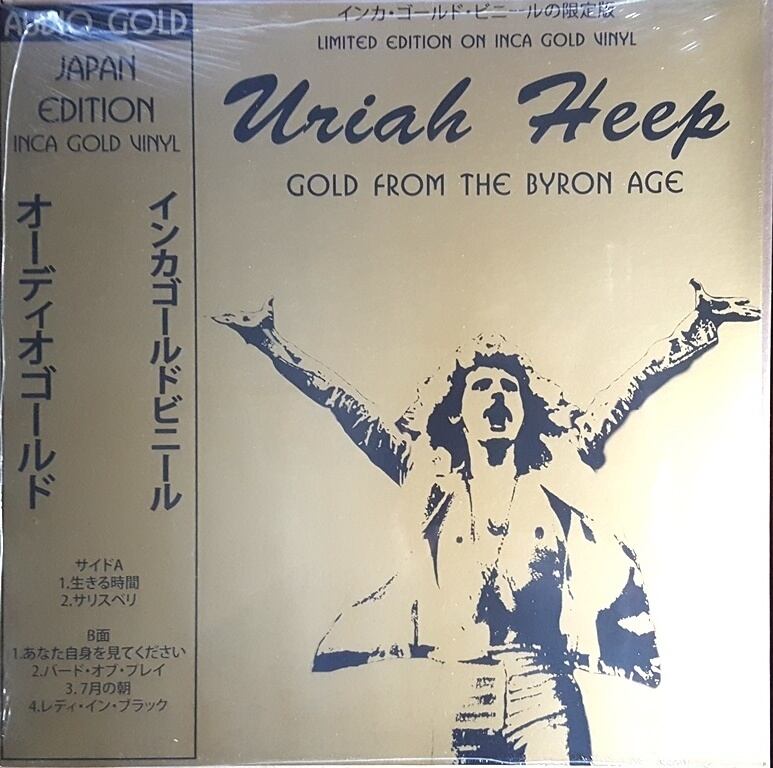 AUDIO GOLD
JAPAN
EDITION
INCA GOLD VINYL
インカゴールドビニール
オーディオゴールド
サイドA
1.生きる時間
2.サリスベリ
B面
1.あなた自身を見てください
2.バード・オブ・プレイ
3.7月の朝
4.レディ・イン・ブラック
インカ・ゴールド・ビニールの限定版
LIMITED EDITION ON INCA GOLD VINYL
Uriah Heep
GOLD FROM THE BYRON AGE